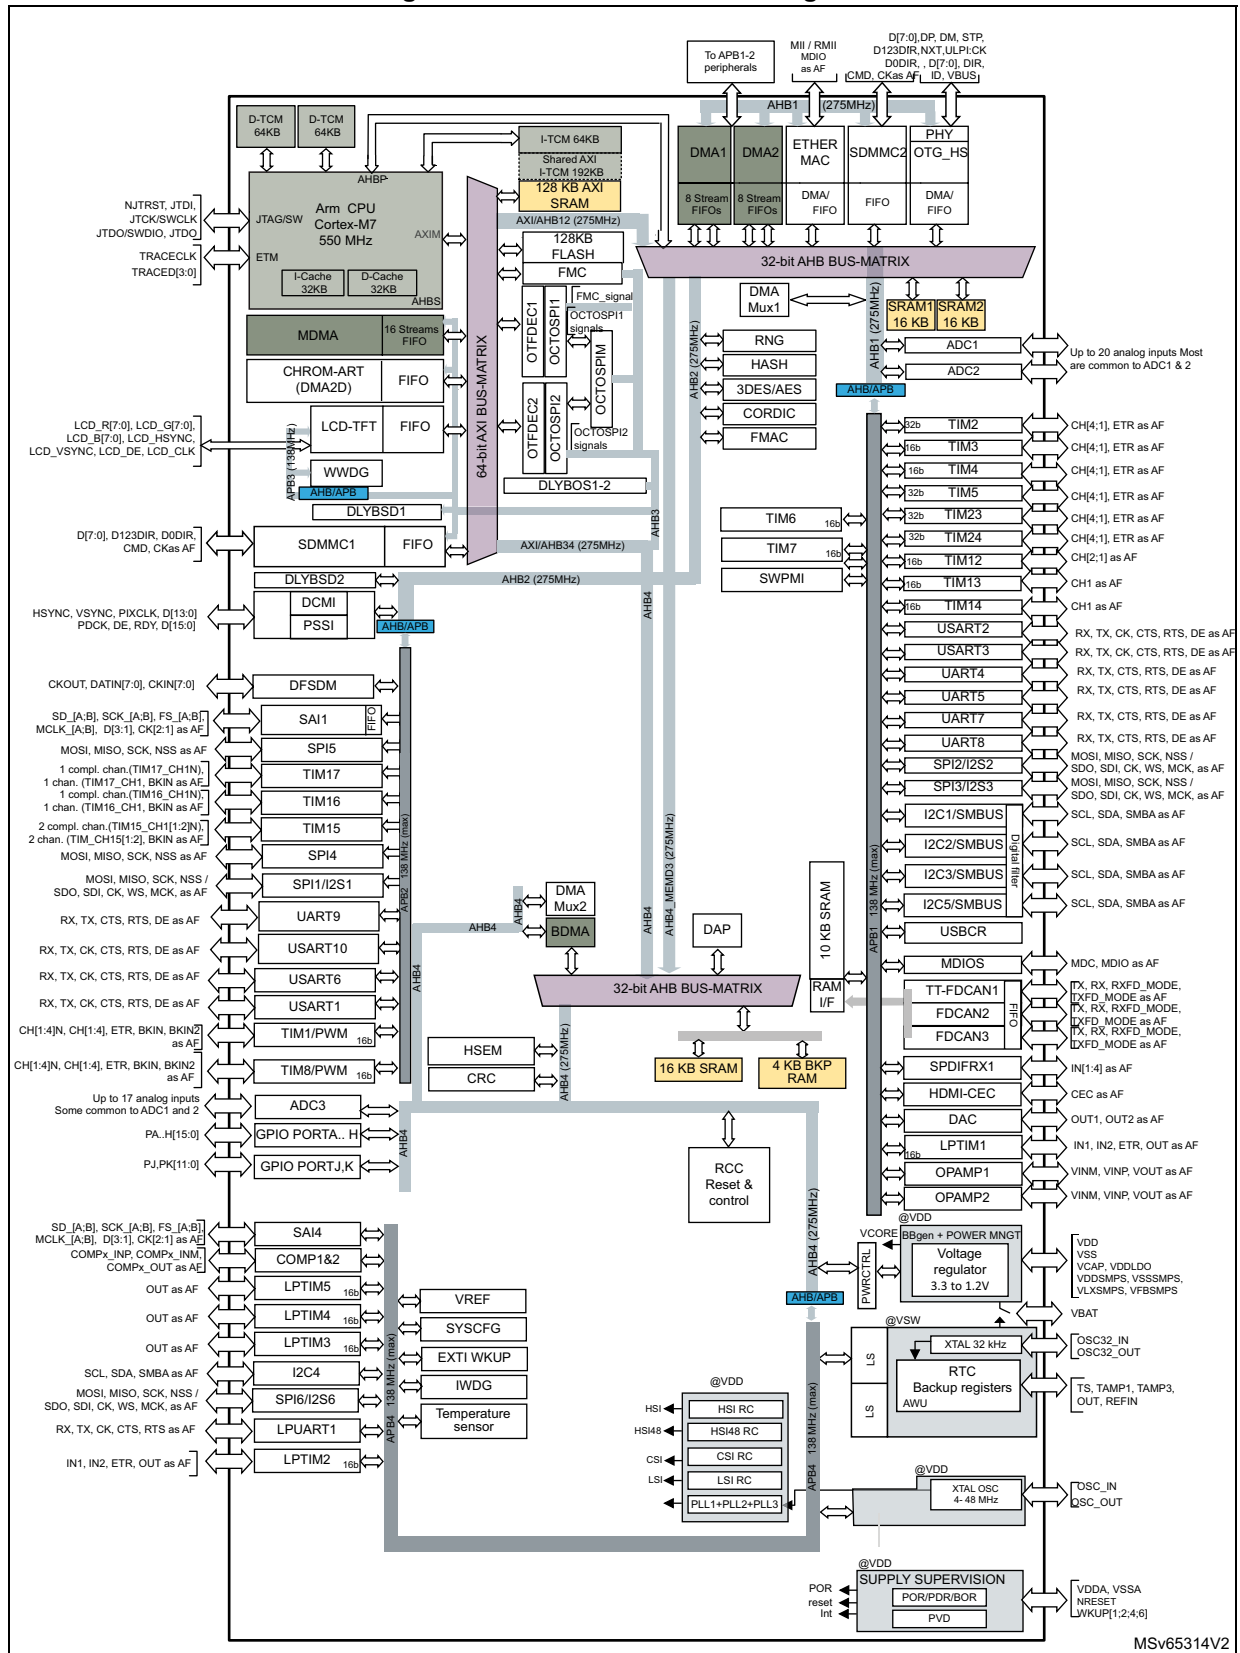 To APB1-2
peripherals
MII / RMII
MDIO
as AF
D[7:0],DP, DM, STP,
D123DIR,NXT,ULPI:CK
D0DIR, , D[7:0], DIR,
CMD, CKas AF ID, VBUS
AHB1 (275MHz)
D-TCM
64KB
D-TCM
64KB
I-TCM 64KB
Shared AXI
I-TCM 192KB
128 KB AXI
SRAM
AHBP
Arm CPU
Cortex-M7
550 MHz
JTAG/SW
ETM
AXIM
I-Cache
32KB
D-Cache
32KB
AHBS
NJTRST, JTDI,
JTCK/SWCLK
JTDO/SWDIO, JTDO
TRACECLK
TRACED[3:0]
DMA1
8 Stream
FIFOs
DMA2
8 Stream
FIFOs
ETHER
MAC
DMA/
FIFO
SDMMC2
FIFO
PHY
OTG_HS
DMA/
FIFO
AXI/AHB12 (275MHz)
128KB
FLASH
FMC
32-bit AHB BUS-MATRIX
64-bit AXI BUS-MATRIX
FMC_signal
OCTOSPI1
signals
OTFDEC1
OCTOSPI1
OCTOSPIM
OTFDEC2
OCTOSPI2
OCTOSPI2
signals
DLYBOS1-2
DMA
Mux1
SRAM1
16 KB
SRAM2
16 KB
AHB1 (275MHz)
AHB2 (275MHz)
MDMA
16 Streams
FIFO
CHROM-ART
(DMA2D)
FIFO
LCD-TFT
FIFO
LCD_R[7:0], LCD_G[7:0],
LCD_B[7:0], LCD_HSYNC,
LCD_VSYNC, LCD_DE, LCD_CLK
APB3 (138MHz)
WWDG
AHB/APB
DLYBSD1
SDMMC1
FIFO
D[7:0], D123DIR, D0DIR,
CMD, CKas AF
AXI/AHB34 (275MHz)
AHB3
RNG
HASH
3DES/AES
CORDIC
FMAC
ADC1
ADC2
Up to 20 analog inputs Most
are common to ADC1 & 2
AHB/APB
DLYBSD2
AHB2 (275MHz)
AHB4
DCMI
PSSI
AHB/APB
HSYNC, VSYNC, PIXCLK, D[13:0]
PDCK, DE, RDY, D[15:0]
TIM6
16b
TIM7
16b
SWPMI
32b
TIM2
CH[4;1], ETR as AF
16b
TIM3
CH[4;1], ETR as AF
16b
TIM4
CH[4;1], ETR as AF
32b
TIM5
CH[4;1], ETR as AF
32b
TIM23
CH[4;1], ETR as AF
32b
TIM24
CH[4;1], ETR as AF
16b
TIM12
CH[2;1] as AF
16b
TIM13
CH1 as AF
16b
TIM14
CH1 as AF
USART2
RX, TX, CK, CTS, RTS, DE as AF
USART3
RX, TX, CK, CTS, RTS, DE as AF
UART4
RX, TX, CTS, RTS, DE as AF
UART5
RX, TX, CTS, RTS, DE as AF
UART7
RX, TX, CTS, RTS, DE as AF
UART8
RX, TX, CTS, RTS, DE as AF
SPI2/I2S2
MOSI, MISO, SCK, NSS /
SDO, SDI, CK, WS, MCK, as AF
SPI3/I2S3
MOSI, MISO, SCK, NSS /
SDO, SDI, CK, WS, MCK, as AF
I2C1/SMBUS
SCL, SDA, SMBA as AF
I2C2/SMBUS
SCL, SDA, SMBA as AF
I2C3/SMBUS
SCL, SDA, SMBA as AF
I2C5/SMBUS
SCL, SDA, SMBA as AF
Digital filter
USBCR
MDIOS
MDC, MDIO as AF
TT-FDCAN1
FDCAN2
FDCAN3
FIFO
TX, RX, RXFD_MODE,
TXFD_MODE as AF
TX, RX, RXFD_MODE,
TXFD_MODE as AF
TX, RX, RXFD_MODE,
TXFD_MODE as AF
SPDIFRX1
IN[1:4] as AF
HDMI-CEC
CEC as AF
DAC
OUT1, OUT2 as AF
16b
LPTIM1
IN1, IN2, ETR, OUT as AF
OPAMP1
VINM, VINP, VOUT as AF
OPAMP2
VINM, VINP, VOUT as AF
APB1 138 MHz (max)
10 KB SRAM
RAM
I/F
CKOUT, DATIN[7:0], CKIN[7:0]
DFSDM
SD_[A;B], SCK_[A;B], FS_[A;B],
MCLK_[A;B], D[3:1], CK[2:1] as AF
SAI1
FIFO
MOSI, MISO, SCK, NSS as AF
SPI5
1 compl. chan.(TIM17_CH1N),
1 chan. (TIM17_CH1, BKIN as AF
TIM17
1 compl. chan.(TIM16_CH1N),
1 chan. (TIM16_CH1, BKIN as AF
TIM16
2 compl. chan.(TIM15_CH1[1:2]N),
2 chan. (TIM_CH15[1:2], BKIN as AF
TIM15
MOSI, MISO, SCK, NSS as AF
SPI4
MOSI, MISO, SCK, NSS /
SDO, SDI, CK, WS, MCK, as AF
SPI1/I2S1
RX, TX, CTS, RTS, DE as AF
UART9
RX, TX, CK, CTS, RTS, DE as AF
USART10
RX, TX, CK, CTS, RTS, DE as AF
USART6
RX, TX, CK, CTS, RTS, DE as AF
USART1
CH[1:4]N, CH[1:4], ETR, BKIN, BKIN2
as AF
TIM1/PWM
16b
CH[1:4]N, CH[1:4], ETR, BKIN, BKIN2
as AF
TIM8/PWM
16b
APB2 138 MHz (max)
Up to 17 analog inputs
Some common to ADC1 and 2
ADC3
PA..H[15:0]
GPIO PORTA.. H
PJ,PK[11:0]
GPIO PORTJ,K
AHB4
AHB4
AHB4
AHB4
DMA
Mux2
BDMA
AHB4
AHB4_MEMD3 (275MHz)
DAP
32-bit AHB BUS-MATRIX
HSEM
CRC
AHB4 (275MHz)
16 KB SRAM
4 KB BKP
RAM
RCC
Reset &
control
AHB4 (275MHz)
AHB/APB
PWRCTRL
VCORE
@VDD
BBgen + POWER MNGT
Voltage
regulator
3.3 to 1.2V
VDD
VSS
VCAP, VDDLDO
VDDSMPS, VSSSMPS,
VLXSMPS, VFBSMPS
VBAT
@VSW
LS
LS
XTAL 32 kHz
RTC
Backup registers
AWU
OSC32_IN
OSC32_OUT
TS, TAMP1, TAMP3,
OUT, REFIN
SD_[A;B], SCK_[A;B], FS_[A;B],
MCLK_[A;B], D[3:1], CK[2:1] as AF
SAI4
COMPx_INP, COMPx_INM,
COMPx_OUT as AF
COMP1&2
OUT as AF
LPTIM5
16b
OUT as AF
LPTIM4
16b
OUT as AF
LPTIM3
16b
SCL, SDA, SMBA as AF
I2C4
MOSI, MISO, SCK, NSS /
SDO, SDI, CK, WS, MCK, as AF
SPI6/I2S6
RX, TX, CK, CTS, RTS as AF
LPUART1
IN1, IN2, ETR, OUT as AF
LPTIM2
16b
APB4 138 MHz (max)
VREF
SYSCFG
EXTI WKUP
IWDG
Temperature
sensor
@VDD
HSI
HSI RC
HSI48
HSI48 RC
CSI
CSI RC
LSI
LSI RC
PLL1+PLL2+PLL3
APB4 138 MHz (max)
@VDD
XTAL OSC
4- 48 MHz
OSC_IN
OSC_OUT
@VDD
SUPPLY SUPERVISION
POR/PDR/BOR
PVD
POR
reset
Int
VDDA, VSSA
NRESET
WKUP[1;2;4;6]
MSv65314V2